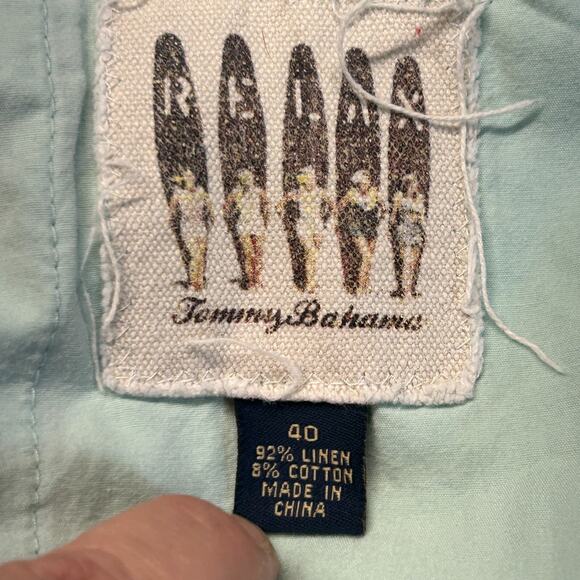 RELAX
Tommy Bahama
40
92% LINEN
8% COTTON
MADE IN
CHINA